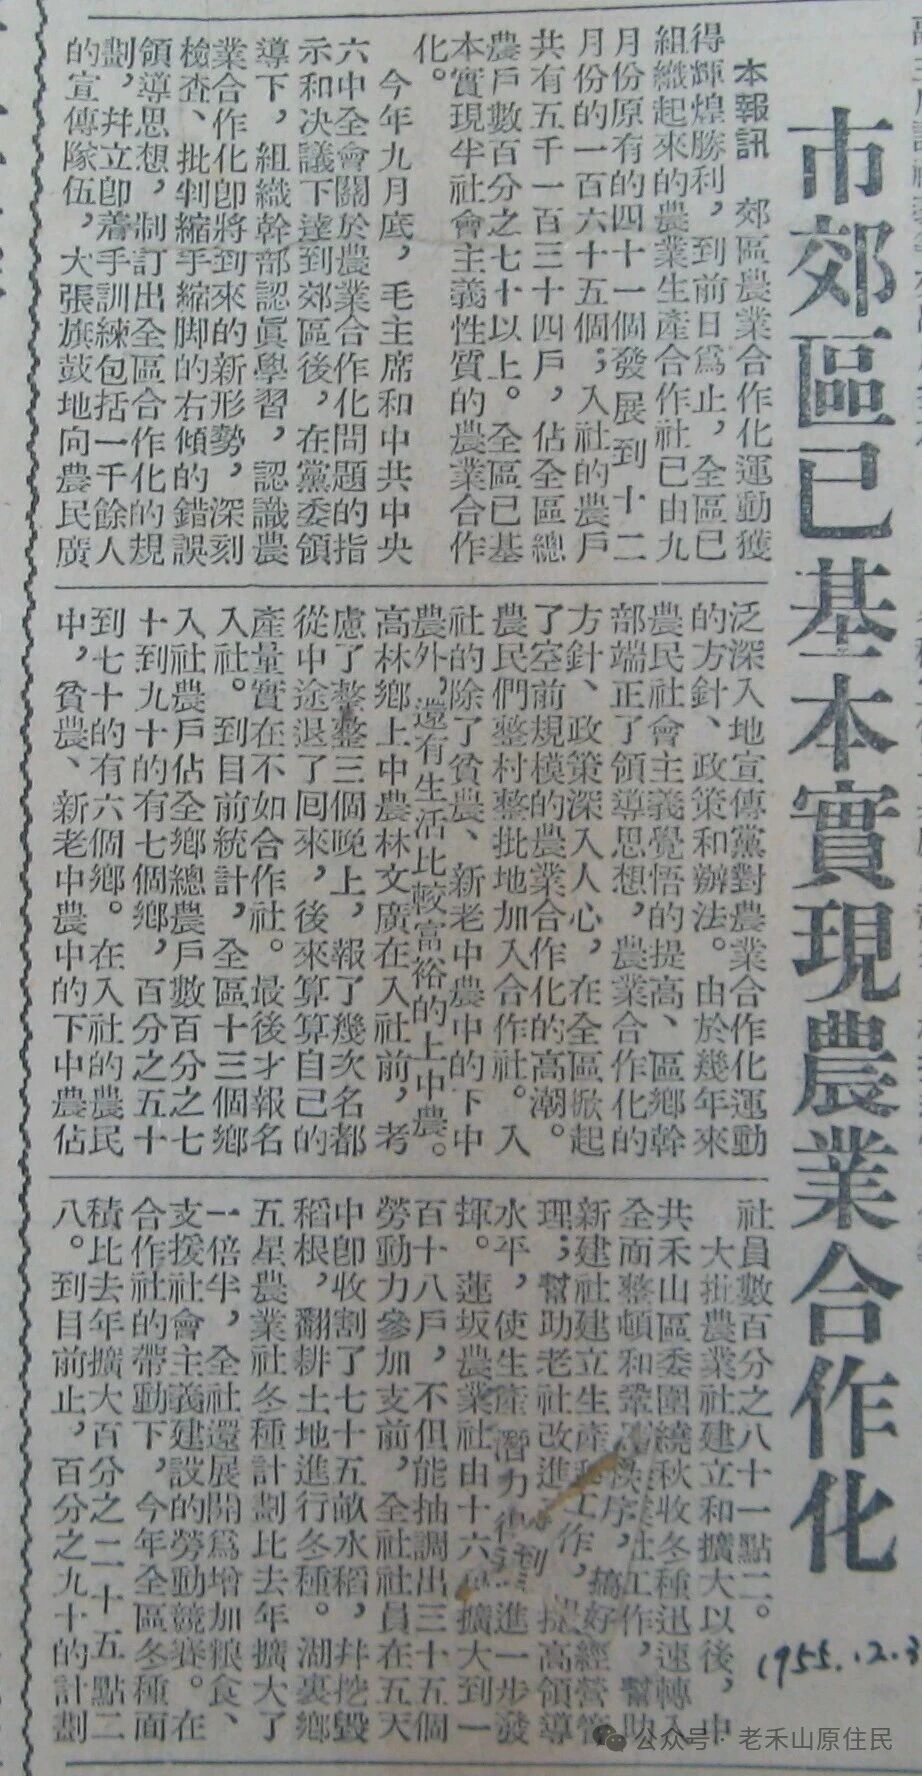 市郊區已基本實現農業合作化
1955.12.3
本報訊 郊區農業合作化運動獲
得輝煌勝利，到前日爲止，全區已
組織起來的農業生產合作社已由九
月份原有的四十一個發展到十二
月份的一百六十五個；入社的農戶
共有五千一百三十四戶，佔全區總
農戶數百分之七十以上。全區已基
本實現半社會主義性質的農業合作
化。
今年九月底，毛主席和中共中央
六中全會關於農業合作化問題的指
示和决議下達到郊區後，在黨委領
導下，組織幹部認眞學習，認識農
業合作化卽將到來的新形勢，深刻
檢查、批判縮手縮脚的右傾的錯誤
領導思想，制訂出全區合作化的規
劃，幷立卽着手訓練包括一千餘人
的宣傳隊伍，大張旗鼓地向農民廣
泛深入地宣傳黨對農業合作化運動
的方針、政策和辦法。由於幾年來
農民社會主義覺悟的提高、區鄉幹
部端正了領導思想，農業合作化的
方針、政策深入人心，在全區掀起
了空前規模的農業合作化的高潮。
農民們整村整批地加入合作社。入
社的除了貧農、新老中農中的下中
農外，還有生活比較富裕的上中農。
高林鄉上中農林文廣在入社前，考
慮了整整三個晚上，報了幾次名都
從中途退了囘來，後來算算自己的
產量實在不如合作社。最後才報名
入社。到目前統計，全區十三個鄉
入社農戶佔全鄉總農戶數百分之七
十到九十的有七個鄉，百分之五十
到七十的有六個鄉。在入社的農民
中，貧農、新老中農中的下中農佔
社員數百分之八十一點二。
大批農業社建立和擴大以後，中
共禾山區委圍繞秋收冬種迅速轉入
全面整頓和鞏 秩序，社工作，幫助
新建社建立生產 工作，搞好經營管
理；幫助老社改進 提高領導
水平，使生產潛力得到 進一步發
揮。蓮坂農業社由十六 擴大到一
百十八戶，不但能抽調出三十五個
勞動力參加支前，全社社員在五天
中卽收割了七十五畝水稻，幷挖毀
稻根，翻耕土地進行冬種。湖裏鄉
五星農業社冬種計劃比去年擴大了
一倍半，全社還展開爲增加粮食、
支援社會主義建設的勞動競賽。在
合作社的帶動下，今年全區冬種面
積比去年擴大百分之二十五點二
八。到目前止，百分之九十的計劃
公众号·老禾山原住民